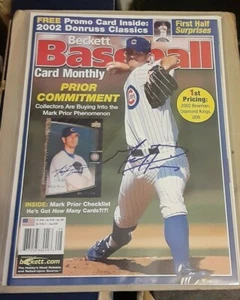 FREE Promo Card Inside:
2002 Donruss Classics
First Half
Surprises
Beckett
Baseball
Card Monthly
PRIOR
COMMITMENT
Collectors Are Buying Into the
Mark Prior Phenomenon
1st
Pricing:
2002 Bowman,
Diamond Kings,
INSIDE: Mark Prior Checklist
He's Got How Many Cards?!?!
beckett.com